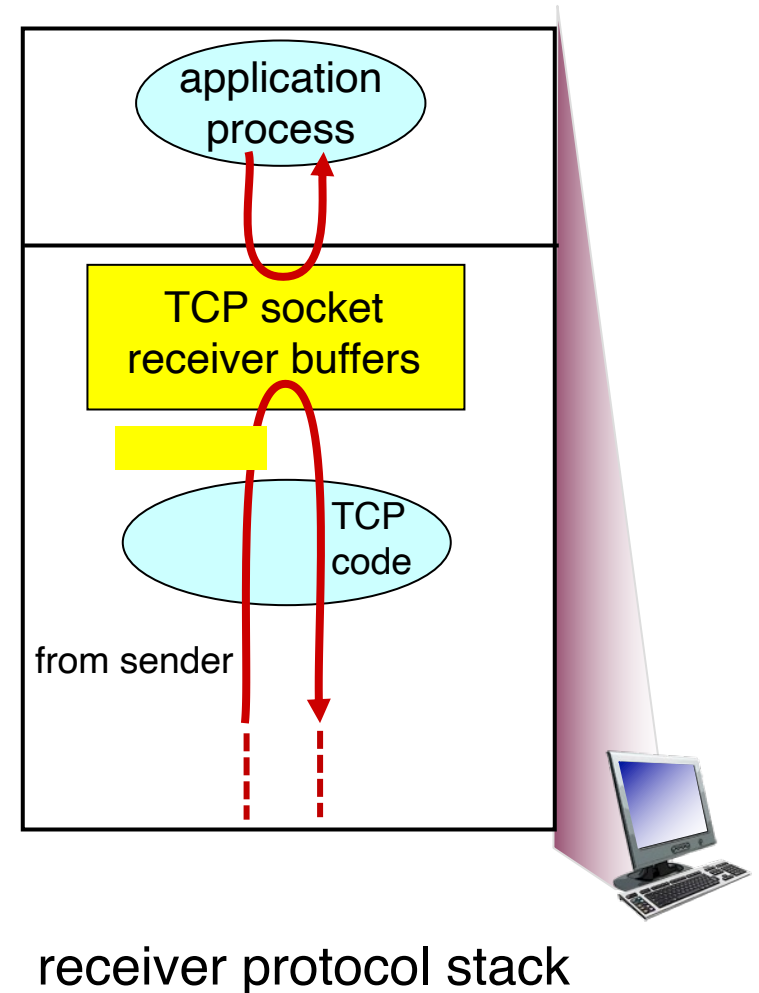 application
process
TCP socket
receiver buffers
TCP
code
from sender
receiver protocol stack